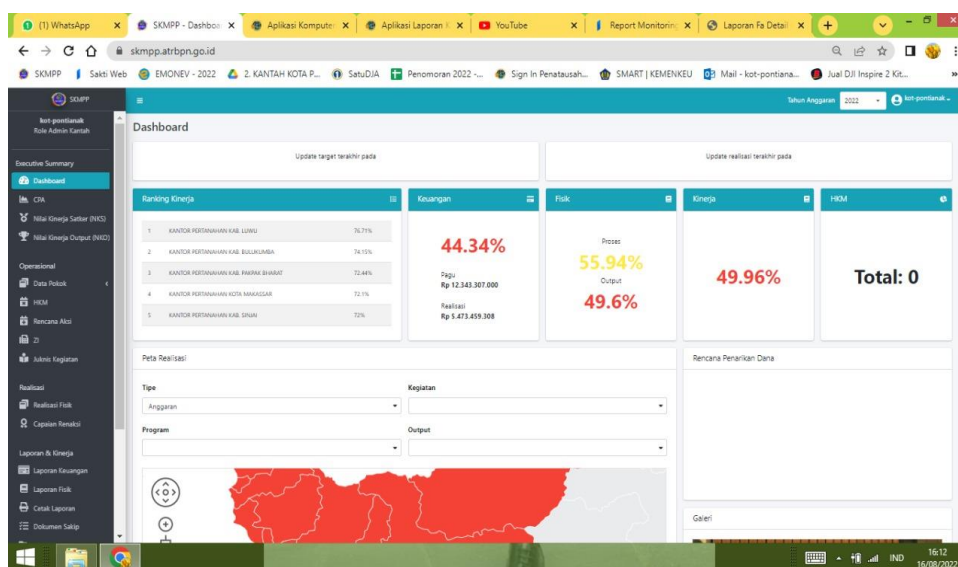 (1) WhatsApp
SKMPP - Dashboa
Aplikasi Kompute
Aplikasi Laporan K
YouTube
Report Monitorin
Laporan Fa Detail
skmpp.atrbpn.go.id
SKMPP
Sakti Web
EMONEV - 2022
2. KANTAH KOTA P...
SatuDJA
Penomoran 2022 -...
Sign In Penatausah...
SMART | KEMENKEU
Mail - kot-pontiana...
Jual DJI Inspire 2 Kit...
SKMPP
Tahun Anggaran
2022
kot-pontianak
kot-pontianak
Role Admin Kantah
Executive Summary
Dashboard
CPA
Nilai Kinerja Satker (NKS)
Nilai Kinerja Output (NKO)
Operasional
Data Pokok
HKM
Rencana Aksi
ZI
Juknis Kegiatan
Realisasi
Realisasi Fisik
Capaian Renaksi
Laporan & Kinerja
Laporan Keuangan
Laporan Fisik
Cetak Laporan
Dokumen Sakip
Dashboard
Update target terakhir pada
Update realisasi terakhir pada
Ranking Kinerja
1 KANTOR PERTANAHAN KAB. LUWU 76.71%
2 KANTOR PERTANAHAN KAB. BULUKUMBA 74.15%
3 KANTOR PERTANAHAN KAB. PAKPAK BHARAT 72.44%
4 KANTOR PERTANAHAN KOTA MAKASSAR 72.1%
5 KANTOR PERTANAHAN KAB. SINJAI 72%
Keuangan
44.34%
Pagu
Rp 12.343.307.000
Realisasi
Rp 5.473.459.308
Fisik
Proses
55.94%
Output
49.6%
Kinerja
49.96%
HKM
Total: 0
Peta Realisasi
Tipe
Anggaran
Kegiatan
Program
Output
Rencana Penarikan Dana
Galeri
IND
16:12
16/08/2022